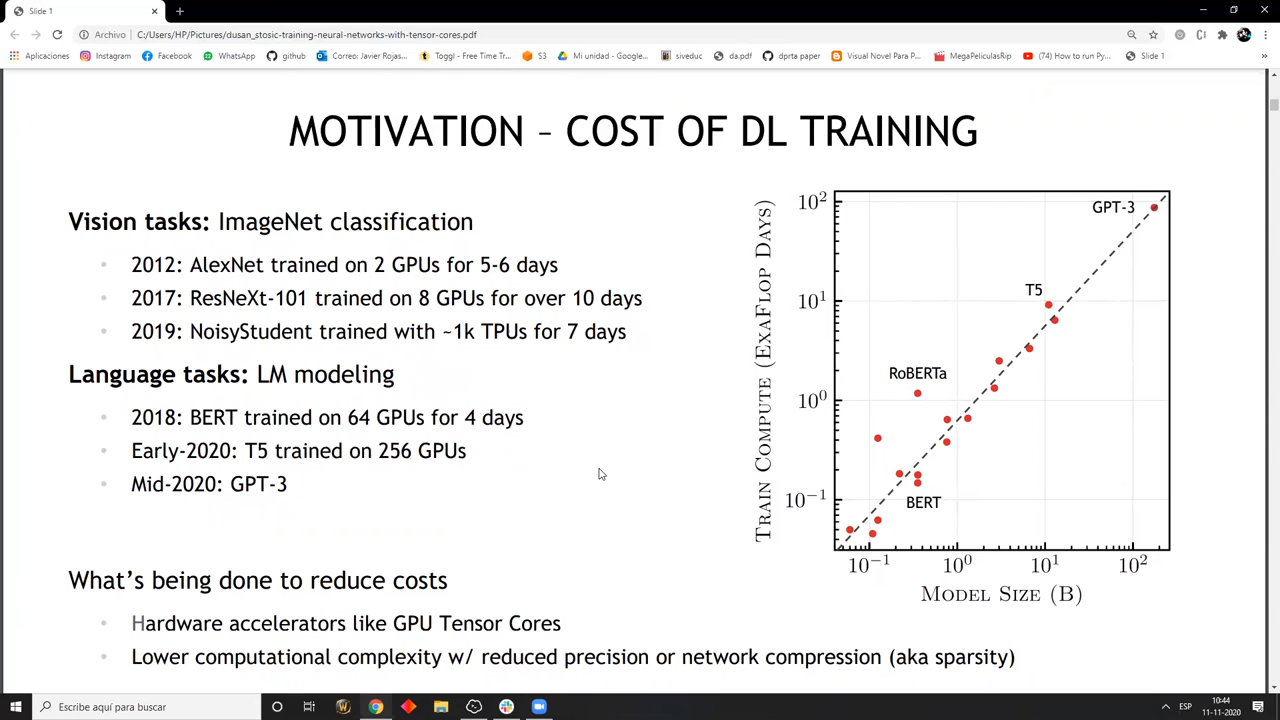 Slide 1
Archivo
C:/Users/HP/Pictures/dusan_stosic-training-neural-networks-with-tensor-cores.pdf
Aplicaciones
Instagram
Facebook
WhatsApp
github
Correo: Javier Rojas...
Toggl - Free Time Tr...
S3
Mi unidad - Google...
siveduc
da.pdf
dprta paper
Visual Novel Para P...
MegaPeliculasRip
(74) How to run Py...
Slide 1
»
MOTIVATION – COST OF DL TRAINING
Vision tasks: ImageNet classification
• 2012: AlexNet trained on 2 GPUs for 5-6 days
• 2017: ResNeXt-101 trained on 8 GPUs for over 10 days
• 2019: NoisyStudent trained with ~1k TPUs for 7 days
Language tasks: LM modeling
• 2018: BERT trained on 64 GPUs for 4 days
• Early-2020: T5 trained on 256 GPUs
• Mid-2020: GPT-3
What's being done to reduce costs
• Hardware accelerators like GPU Tensor Cores
• Lower computational complexity w/ reduced precision or network compression (aka sparsity)
TRAIN COMPUTE (EXAFLOP DAYS)
10²
10¹
10⁰
10⁻¹
GPT-3
T5
RoBERTa
BERT
10⁻¹ 10⁰ 10¹ 10²
MODEL SIZE (B)
Escribe aquí para buscar
ESP
10:44
11-11-2020